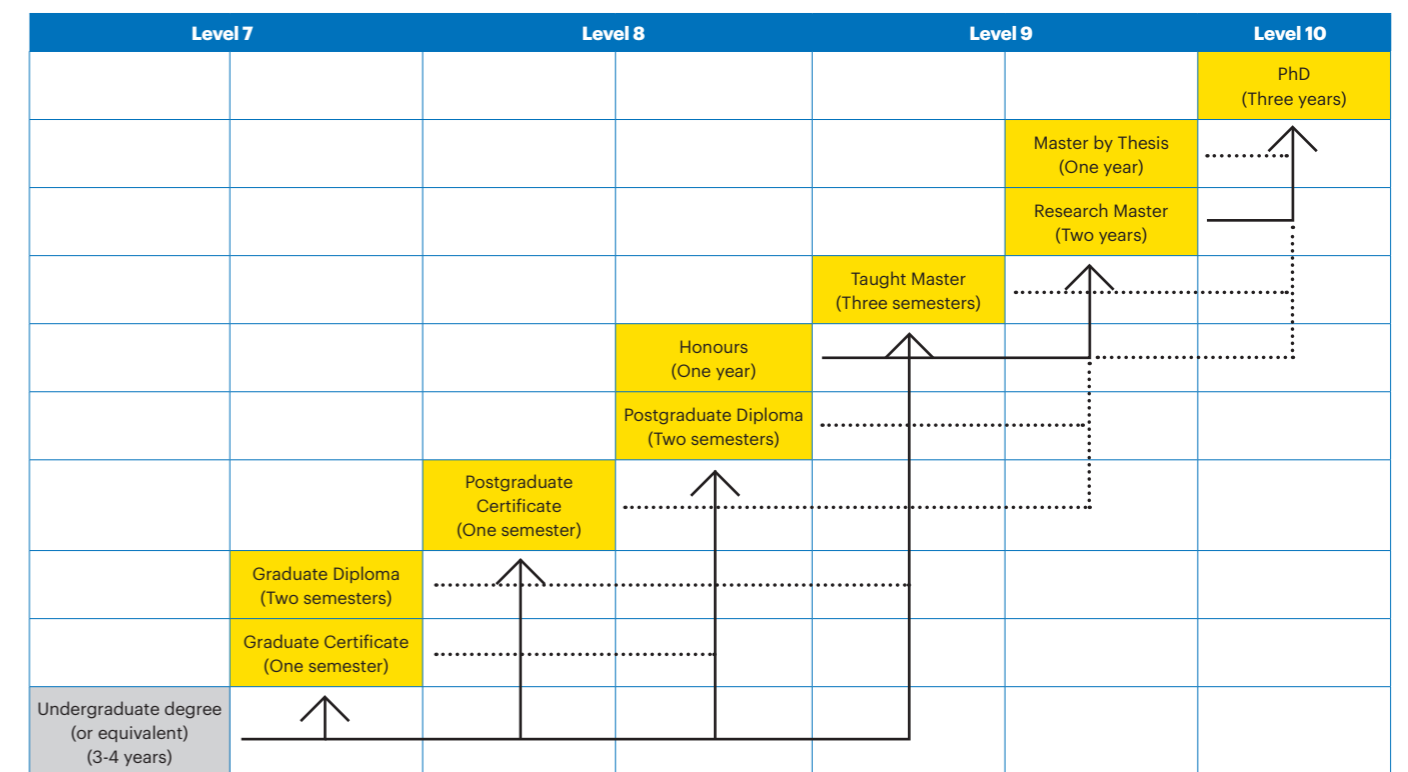 Level 7
Level 8
Level 9
Level 10
PhD
(Three years)
Master by Thesis
(One year)
Research Master
(Two years)
Taught Master
(Three semesters)
Honours
(One year)
Postgraduate Diploma
(Two semesters)
Postgraduate
Certificate
(One semester)
Graduate Diploma
(Two semesters)
Graduate Certificate
(One semester)
Undergraduate degree
(or equivalent)
(3-4 years)